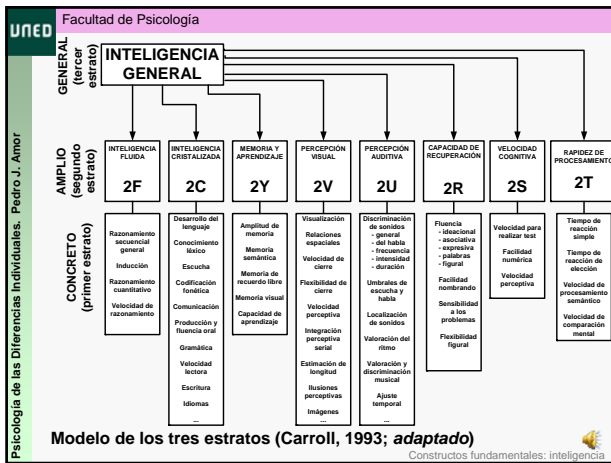 UNED
Facultad de Psicología
Psicología de las Diferencias Individuales. Pedro J. Amor
GENERAL
(tercer
estrato)
INTELIGENCIA
GENERAL
AMPLIO
(segundo
estrato)
INTELIGENCIA
FLUIDA
2F
INTELIGENCIA
CRISTALIZADA
2C
MEMORIA Y
APRENDIZAJE
2Y
PERCEPCIÓN
VISUAL
2V
PERCEPCIÓN
AUDITIVA
2U
CAPACIDAD DE
RECUPERACIÓN
2R
VELOCIDAD
COGNITIVA
2S
RAPIDEZ DE
PROCESAMIENTO
2T
CONCRETO
(primer estrato)
Razonamiento
secuencial
general
Inducción
Razonamiento
cuantitativo
Velocidad de
razonamiento
Desarrollo del
lenguaje
Conocimiento
léxico
Escucha
Codificación
fonética
Comunicación
Producción y
fluencia oral
Gramática
Velocidad
lectora
Escritura
Idiomas
...
Amplitud de
memoria
Memoria
semántica
Memoria de
recuerdo libre
Memoria visual
Capacidad de
aprendizaje
Visualización
Relaciones
espaciales
Velocidad de
cierre
Flexibilidad de
cierre
Velocidad
perceptiva
Integración
perceptiva
serial
Estimación de
longitud
Ilusiones
perceptivas
Imágenes
...
Discriminación
de sonidos
- general
- del habla
- frecuencia
- intensidad
- duración
Umbrales de
escucha y
habla
Localización
de sonidos
Valoración del
ritmo
Valoración y
discriminación
musical
Ajuste
temporal
...
Fluencia
- ideacional
- asociativa
- expresiva
- palabras
- figural
Facilidad
nombrando
Sensibilidad
a los
problemas
Flexibilidad
figural
Velocidad para
realizar test
Facilidad
numérica
Velocidad
perceptiva
Tiempo de
reacción
simple
Tiempo de
reacción de
elección
Velocidad de
procesamiento
semántico
Velocidad de
comparación
mental
Modelo de los tres estratos (Carroll, 1993; adaptado)
Constructos fundamentales: inteligencia